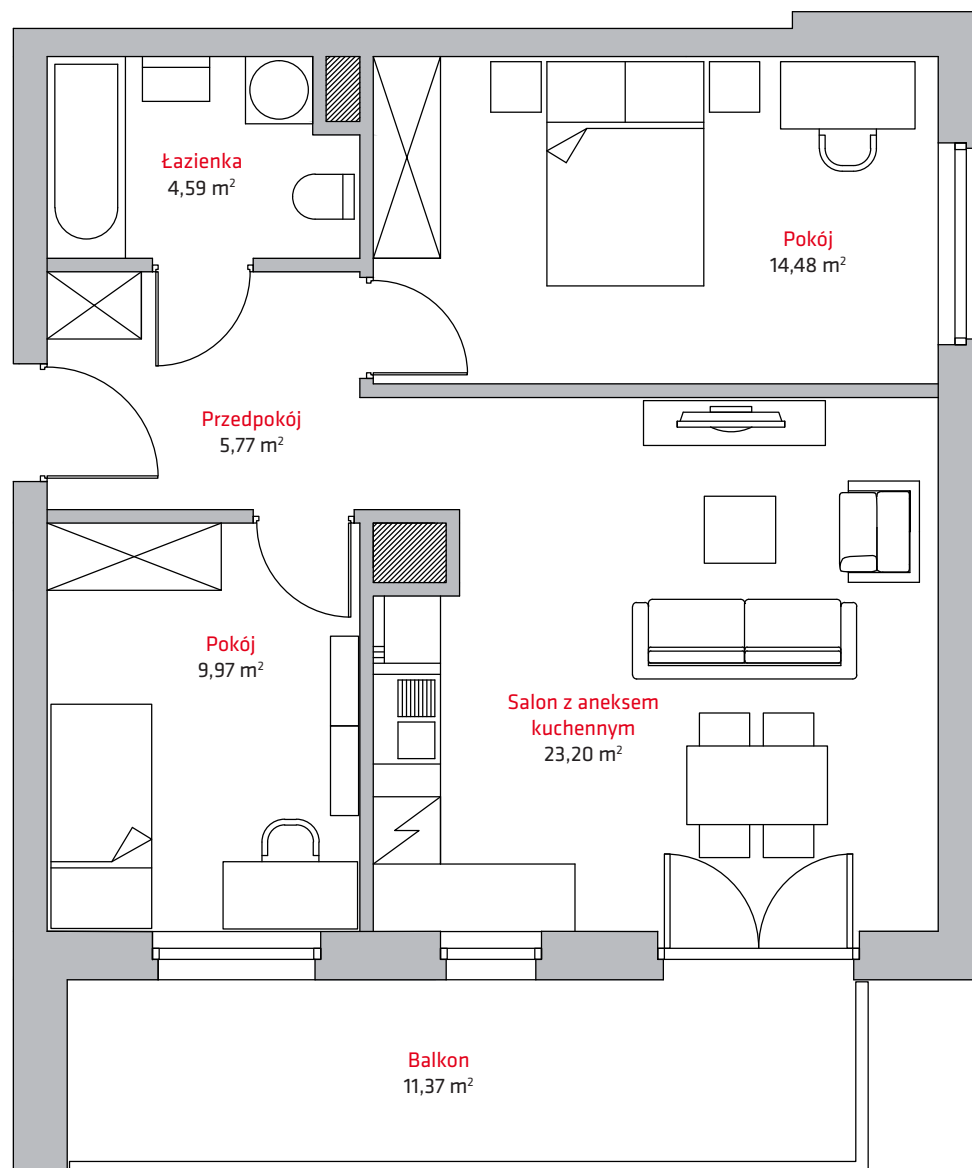 Łazienka
4,59 m²
Pokój
14,48 m²
Przedpokój
5,77 m²
Pokój
9,97 m²
Salon z aneksem
kuchennym
23,20 m²
Balkon
11,37 m²